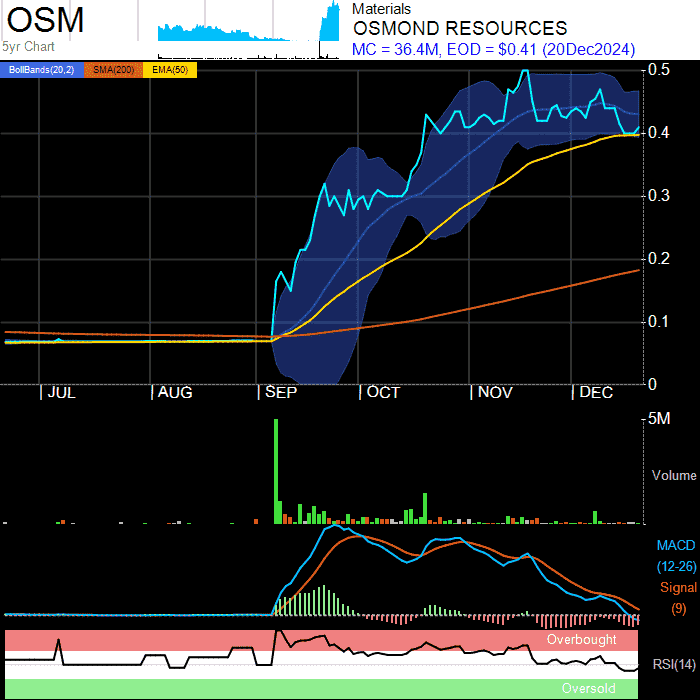 OSM
5yr Chart
Materials
OSMOND RESOURCES
MC = 36.4M, EOD = $0.41 (20Dec2024)
BollBands(20,2) SMA(200) EMA(50)
0.5
0.4
0.3
0.2
0.1
0
JUL AUG SEP OCT NOV DEC
5M
Volume
MACD
(12-26)
Signal
(9)
Overbought
RSI(14)
Oversold